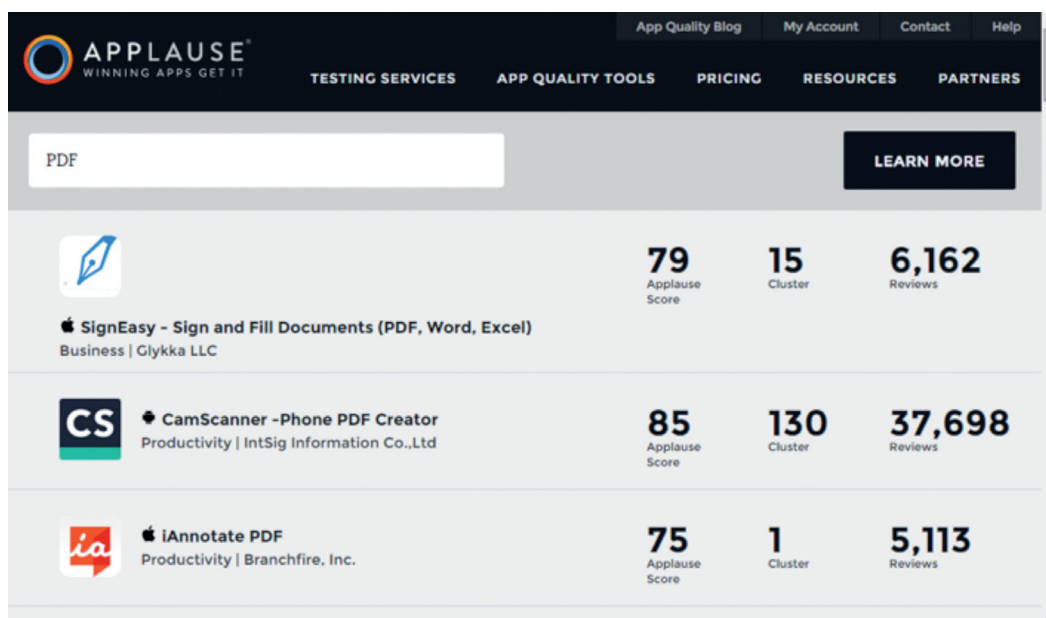 App Quality Blog My Account Contact Help
APPLAUSE®
WINNING APPS GET IT
TESTING SERVICES APP QUALITY TOOLS PRICING RESOURCES PARTNERS
PDF
LEARN MORE
79 15 6,162
Applause Score Cluster Reviews
SignEasy - Sign and Fill Documents (PDF, Word, Excel)
Business | Glykka LLC
CS
CamScanner -Phone PDF Creator
Productivity | IntSig Information Co.,Ltd
85 130 37,698
Applause Score Cluster Reviews
ia
iAnnotate PDF
Productivity | Branchfire, Inc.
75 1 5,113
Applause Score Cluster Reviews